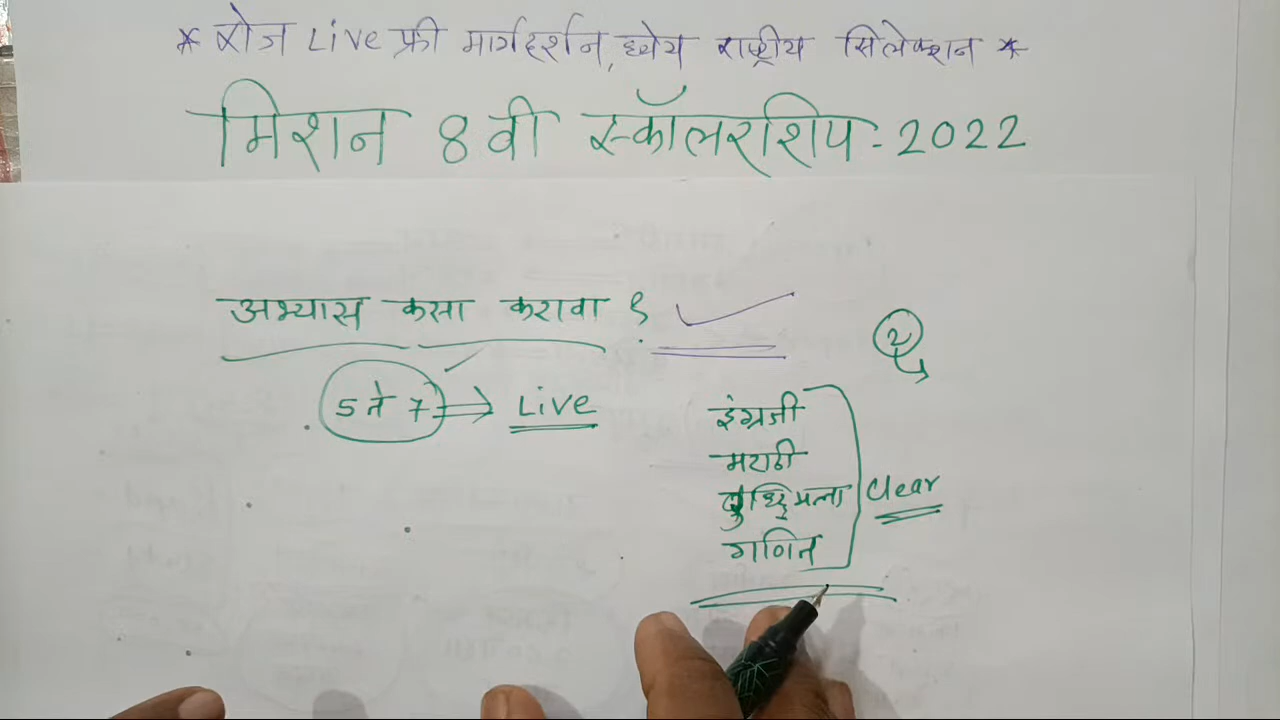 * रोज Live फ्री मार्गदर्शन, ध्येय राष्ट्रीय सिलेक्शन *
मिशन 8 वी स्कॉलरशिप - 2022
अभ्यास कसा करावा ?
5 ते 7 ⇒ Live
२
इंग्रजी
मराठी
बुध्दिमत्ता
गणित
Clear